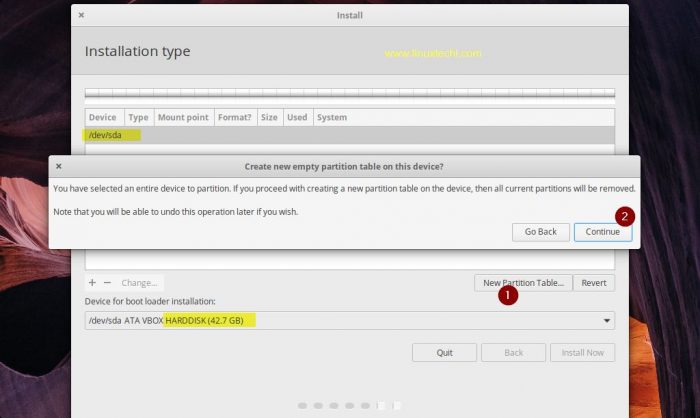 Install
Installation type
www.linuxtechi.com
Device Type Mount point Format? Size Used System
/dev/sda
Create new empty partition table on this device?
You have selected an entire device to partition. If you proceed with creating a new partition table on the device, then all current partitions will be removed.
Note that you will be able to undo this operation later if you wish.
2
Go Back Continue
+ − Change... New Partition Table... Revert
1
Device for boot loader installation:
/dev/sda ATA VBOX HARDDISK (42.7 GB)
Quit Back Install Now